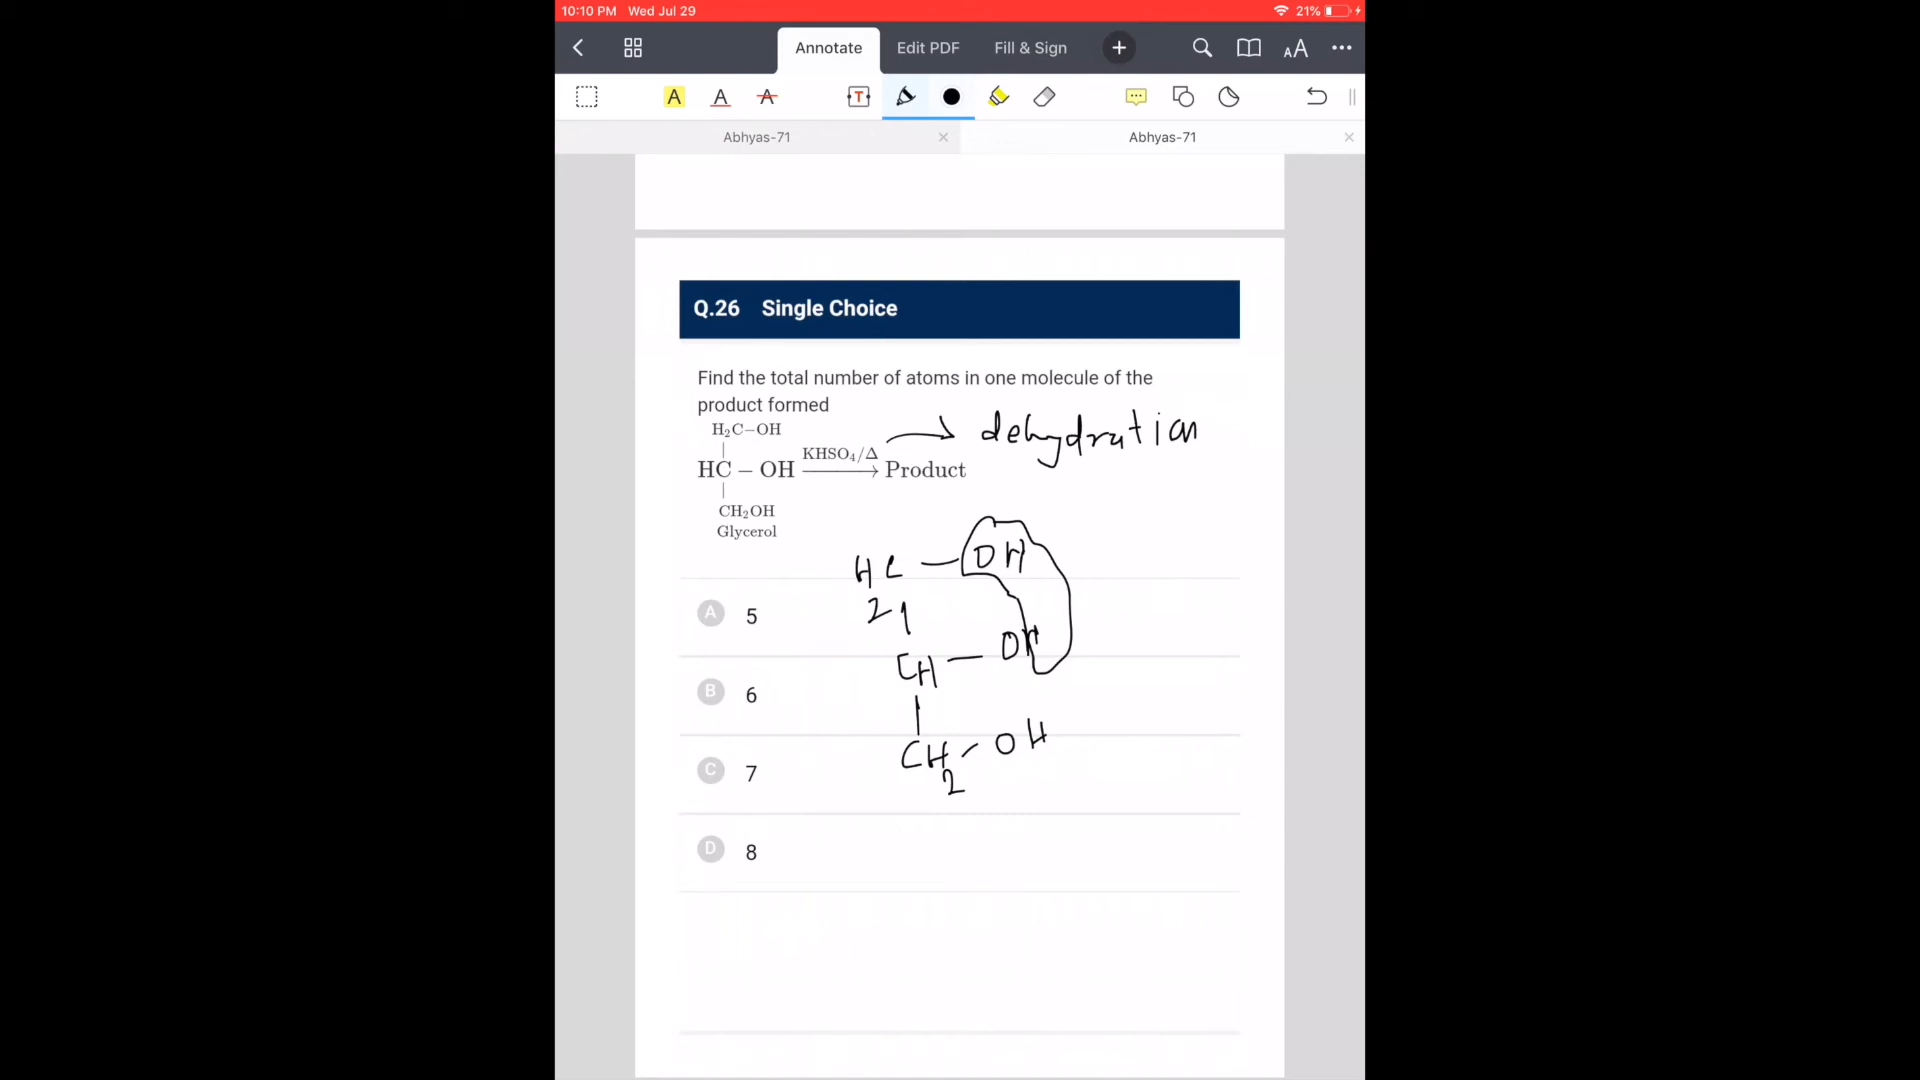 10:10 PM Wed Jul 29 21%
Annotate Edit PDF Fill & Sign
Abhyas-71 Abhyas-71
Q.26 Single Choice
Find the total number of atoms in one molecule of the
product formed
dehydration
H₂C–OH
|
HC – OH KHSO₄/Δ → Product
|
CH₂OH
Glycerol
HC — OH
2
A 5
CH — OH
B 6
CH₂ – OH
C 7
D 8